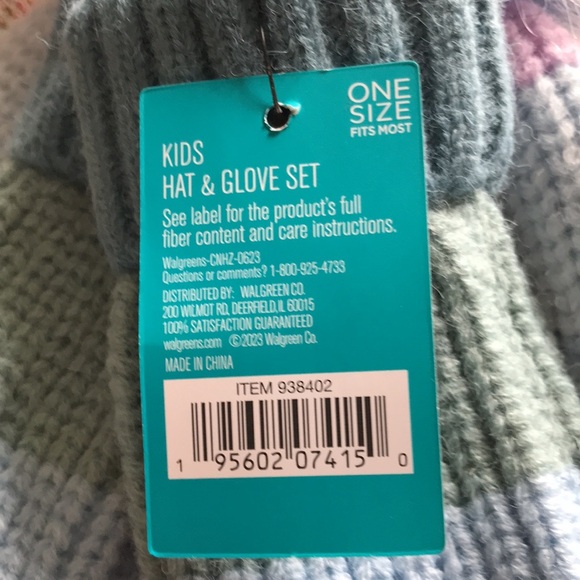 ONE
SIZE
FITS MOST
KIDS
HAT & GLOVE SET
See label for the product's full
fiber content and care instructions.
Walgreens-CNHZ-0623
Questions or comments? 1-800-925-4733
DISTRIBUTED BY: WALGREEN CO.
200 WILMOT RD, DEERFIELD,IL 60015
100% SATISFACTION GUARANTEED
walgreens.com ©2023 Walgreen Co.
MADE IN CHINA
ITEM 938402
1 95602 07415 0